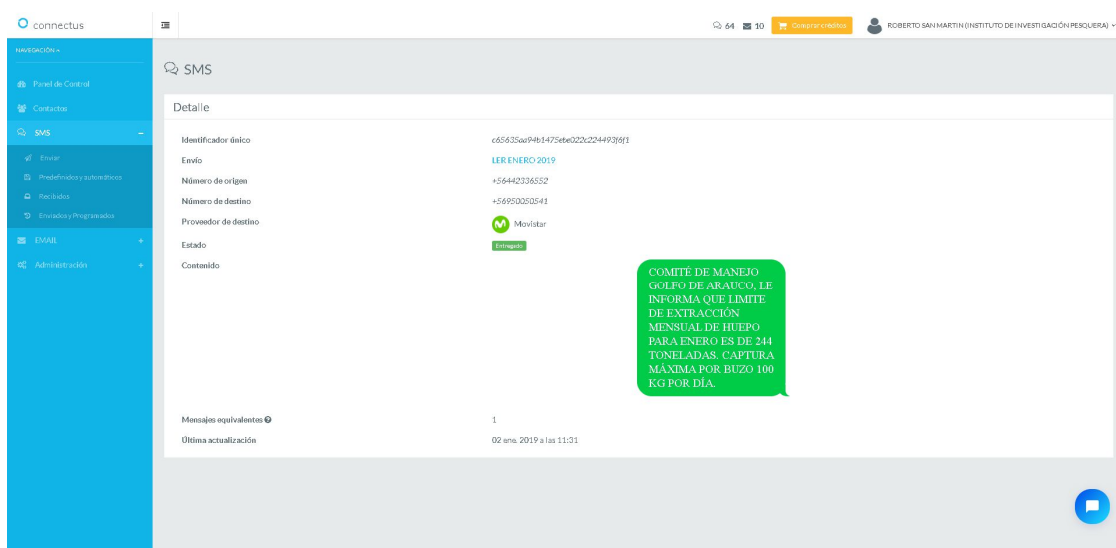 connectus
64 10 Comprar créditos ROBERTO SAN MARTIN (INSTITUTO DE INVESTIGACIÓN PESQUERA)
NAVEGACIÓN
Panel de Control
Contactos
SMS
Enviar
Predefinidos y automáticos
Recibidos
Enviados y Programados
EMAIL
Administración
SMS
Detalle
Identificador único c65635aa94b1475ebe022c224493f6f1
Envío LER ENERO 2019
Número de origen +56442336552
Número de destino +56950050541
Proveedor de destino Movistar
Estado Entregado
Contenido
COMITÉ DE MANEJO
GOLFO DE ARAUCO, LE
INFORMA QUE LIMITE
DE EXTRACCIÓN
MENSUAL DE HUEPO
PARA ENERO ES DE 244
TONELADAS. CAPTURA
MÁXIMA POR BUZO 100
KG POR DÍA.
Mensajes equivalentes 1
Última actualización 02 ene. 2019 a las 11:31